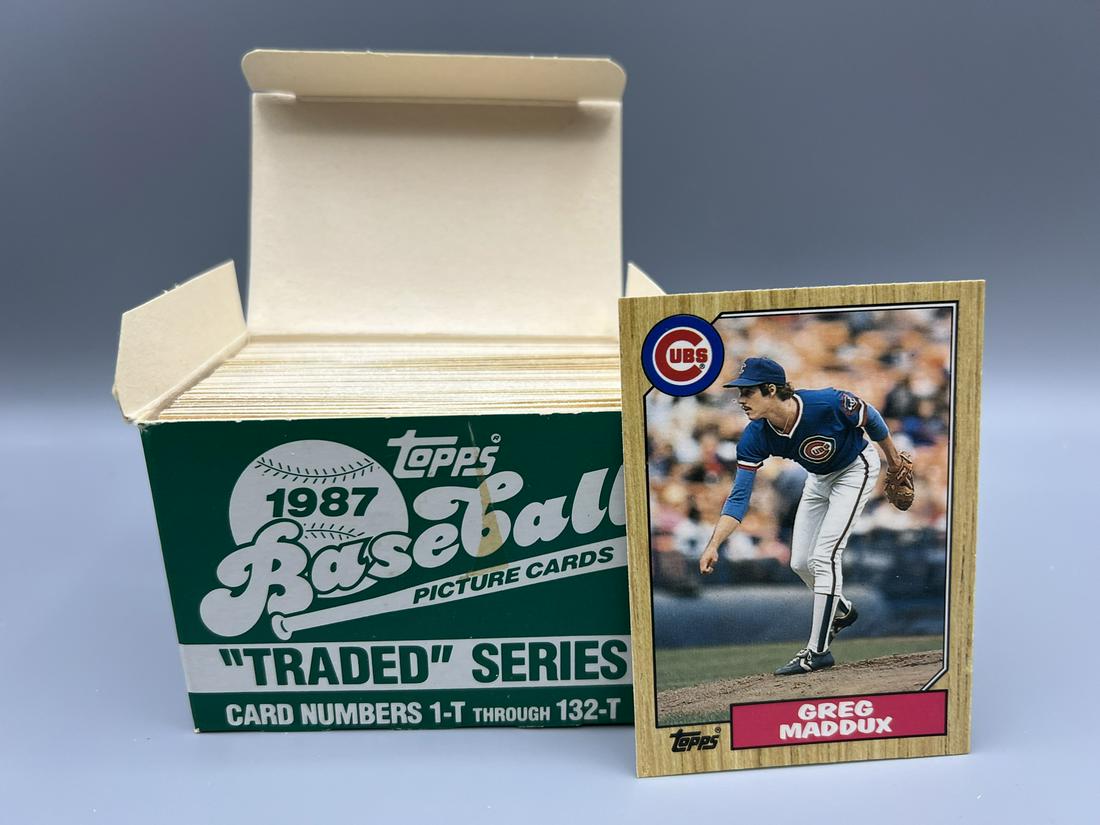 Topps®
1987
Baseball
PICTURE CARDS
"TRADED" SERIES
CARD NUMBERS 1-T THROUGH 132-T
CUBS®
GREG
MADDUX
Topps®